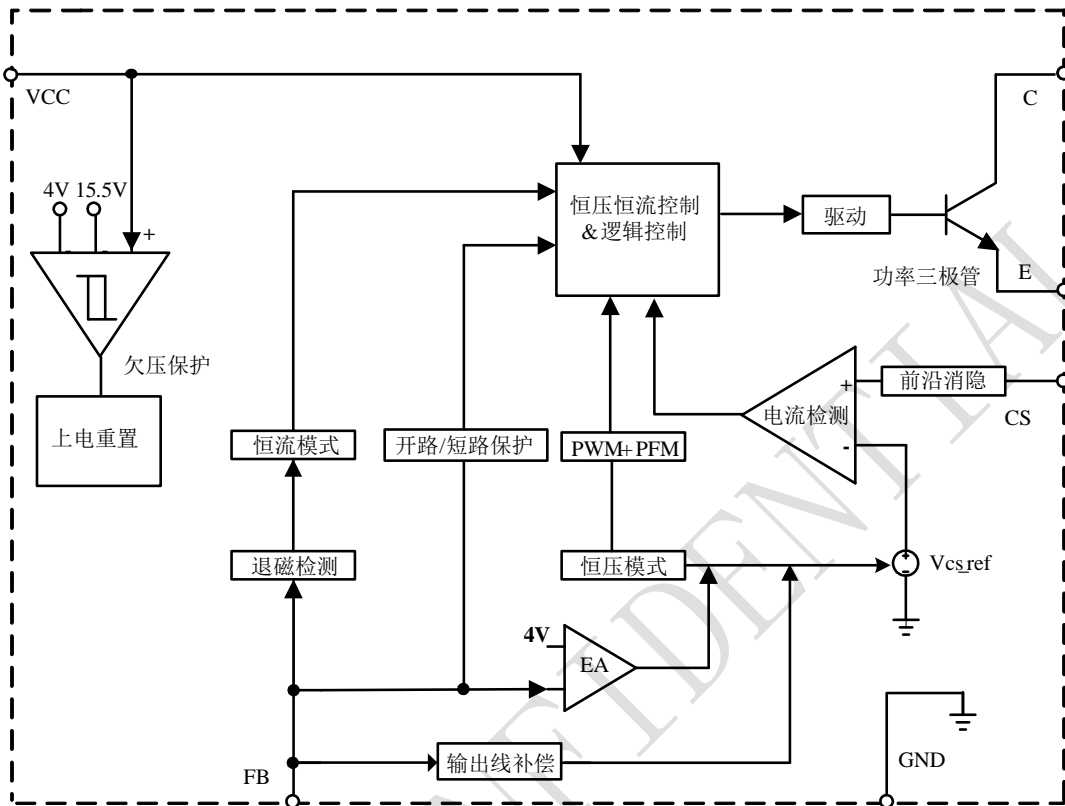 VCC
C
4V 15.5V
+
- -
恒压恒流控制
&逻辑控制
驱动
功率三极管
E
欠压保护
上电重置
恒流模式
开路/短路保护
PWM+PFM
+
电流检测
-
前沿消隐
CS
退磁检测
恒压模式
+
-
Vcs_ref
4V
EA
输出线补偿
FB
GND
FIDENTIAL